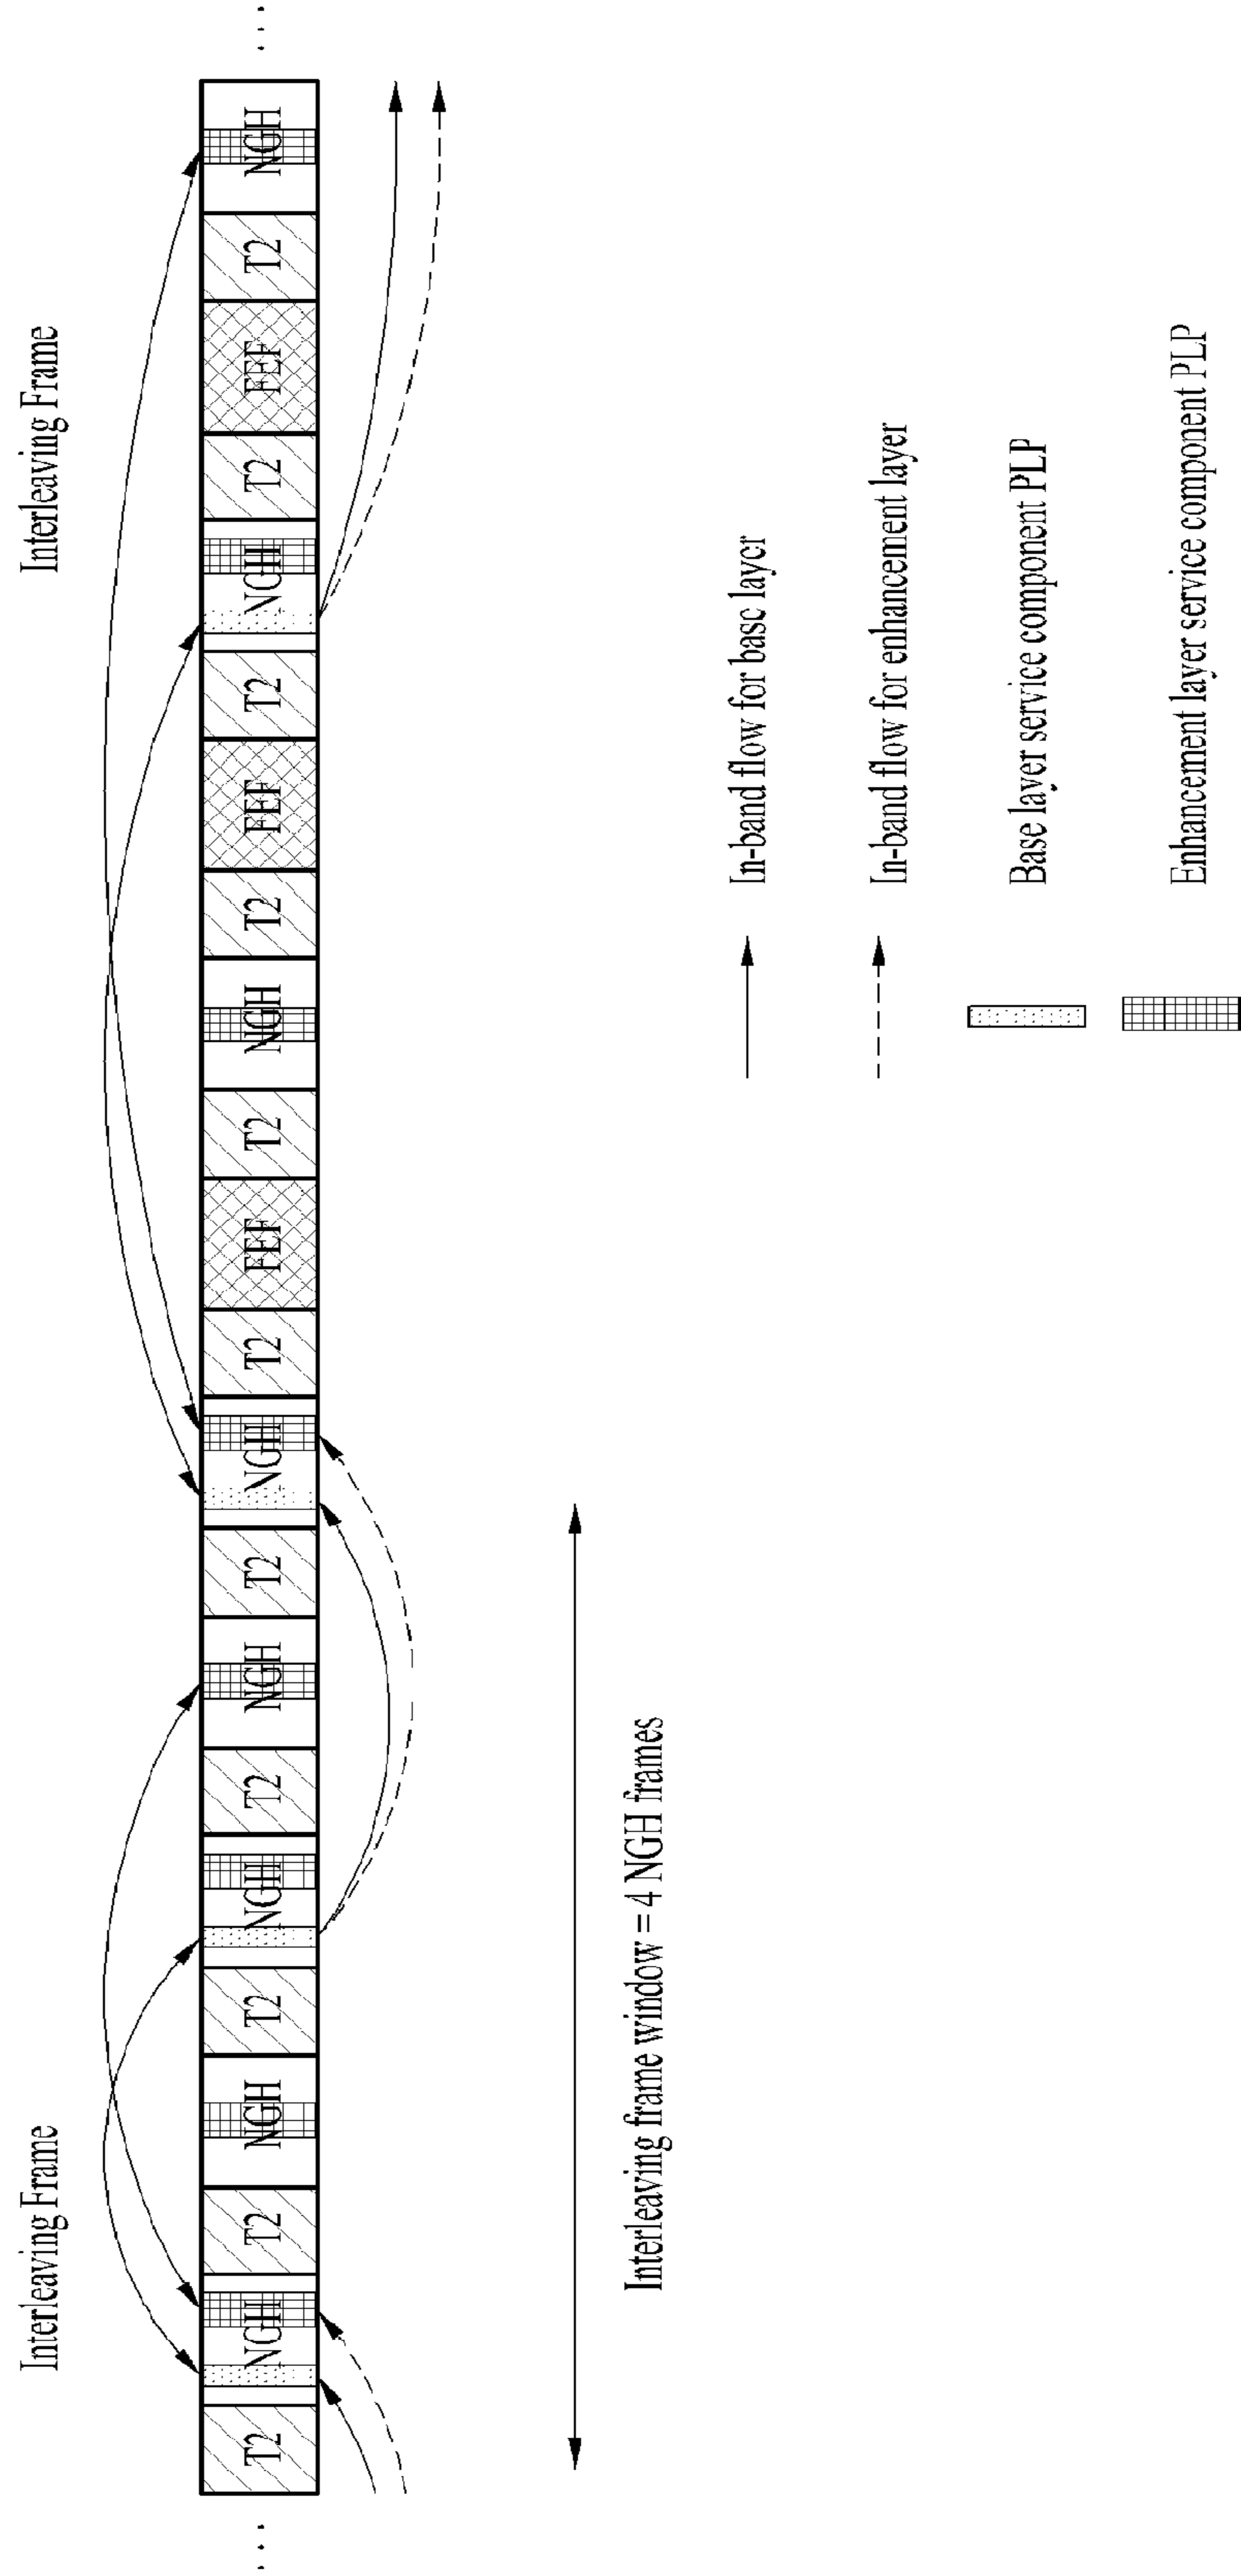 Interleaving Frame
Interleaving Frame
... T2 NGH T2 NGH T2 NGH T2 NGH T2 NGH T2 FEF T2 NGH T2 FEF T2 NGH T2 FEF T2 NGH ...
Interleaving frame window = 4 NGH frames
In-band flow for base layer
In-band flow for enhancement layer
Base layer service component PLP
Enhancement layer service component PLP